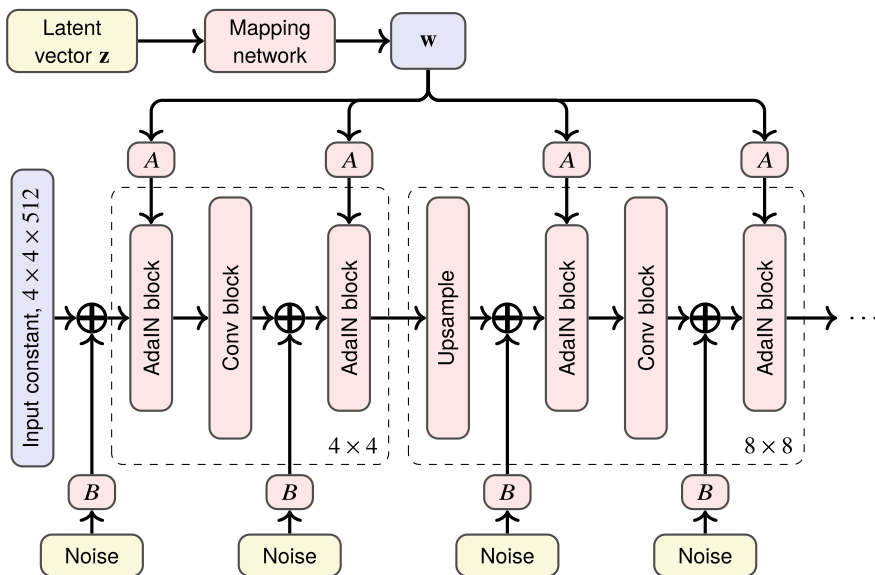 Latent
vector z
Mapping
network
w
A
A
A
A
Input constant, 4 × 4 × 512
AdaIN block
Conv block
AdaIN block
Upsample
AdaIN block
Conv block
AdaIN block
...
4 × 4
8 × 8
B
B
B
B
Noise
Noise
Noise
Noise